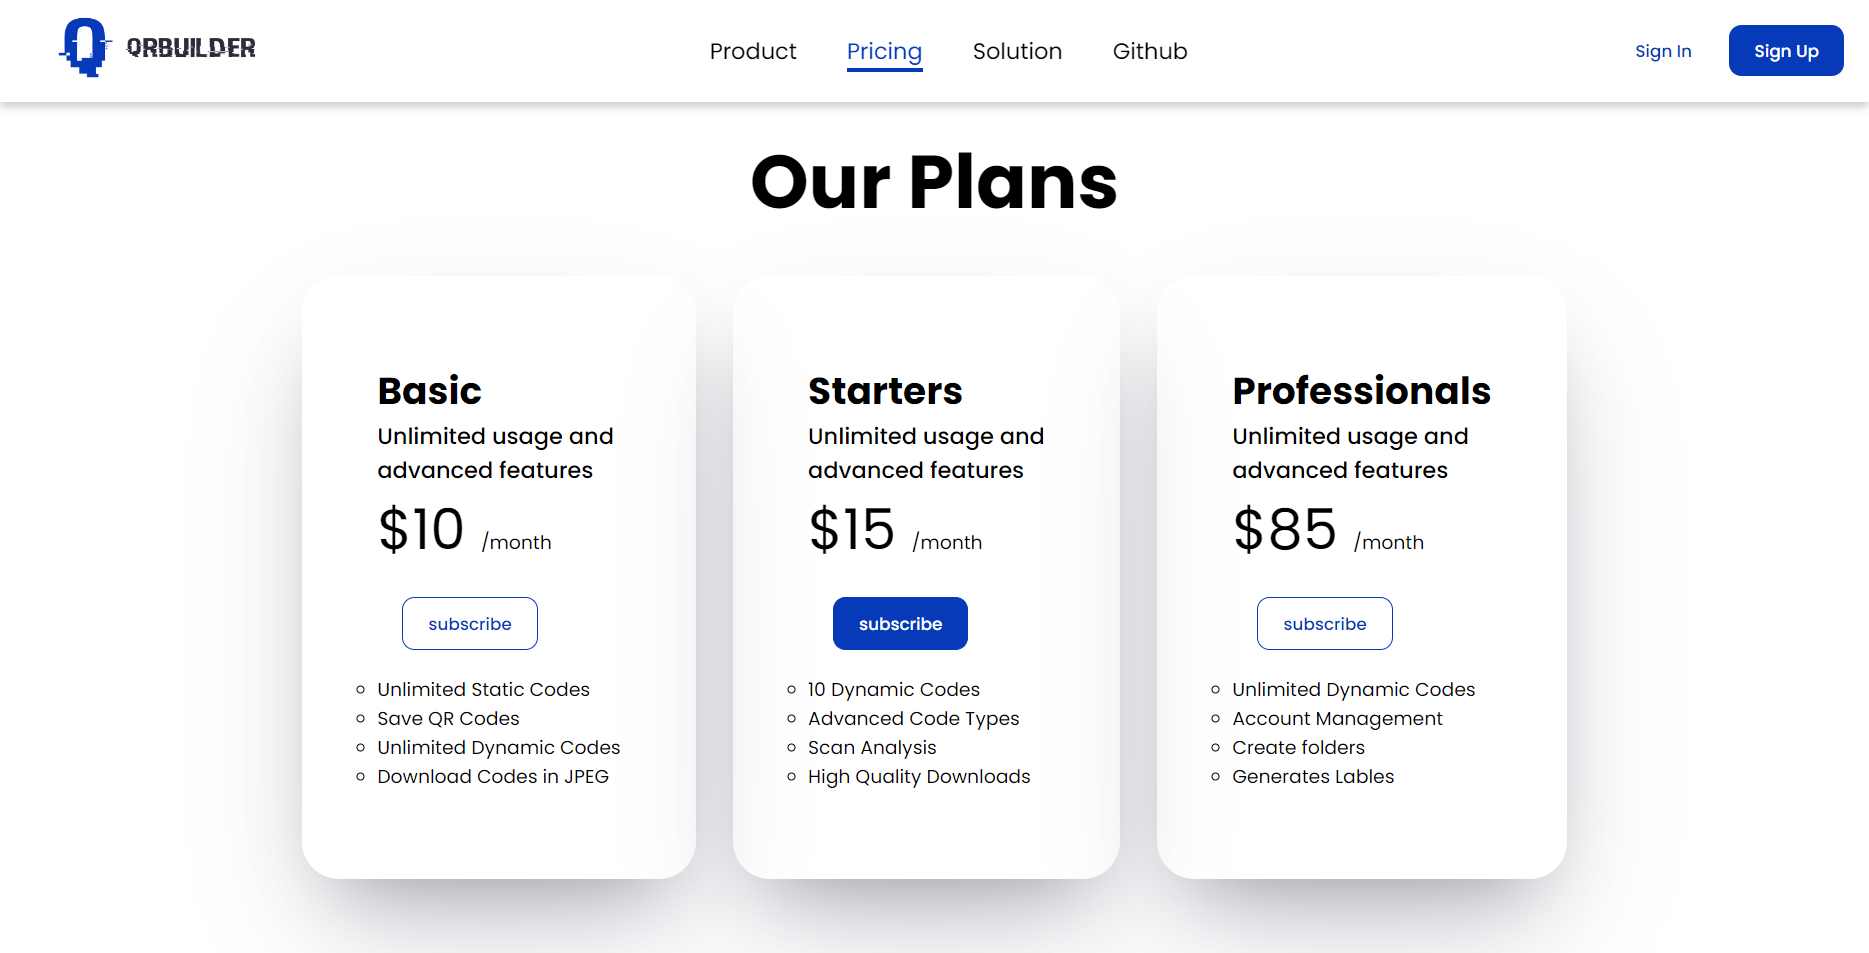 QRBUILDER
Product Pricing Solution Github
Sign In Sign Up
Our Plans
Basic
Unlimited usage and
advanced features
$10 /month
subscribe
Unlimited Static Codes
Save QR Codes
Unlimited Dynamic Codes
Download Codes in JPEG
Starters
Unlimited usage and
advanced features
$15 /month
subscribe
10 Dynamic Codes
Advanced Code Types
Scan Analysis
High Quality Downloads
Professionals
Unlimited usage and
advanced features
$85 /month
subscribe
Unlimited Dynamic Codes
Account Management
Create folders
Generates Lables